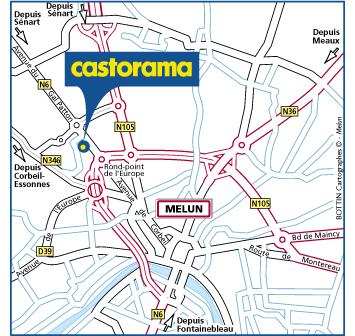 Depuis
Sénart
Depuis
Sénart
Depuis
Meaux
Avenue du
Gal Patton
castorama
N6
N36
N105
N346
Rond-point
de l'Europe
Depuis
Corbeil-
Essonnes
Avenue
de
Corbeil
MELUN
N105
l'Europe
de
Avenue
D39
Bd de Maincy
Route de
Montereau
N6
Depuis
Fontainebleau
BOTTIN Cartographes © - Melun